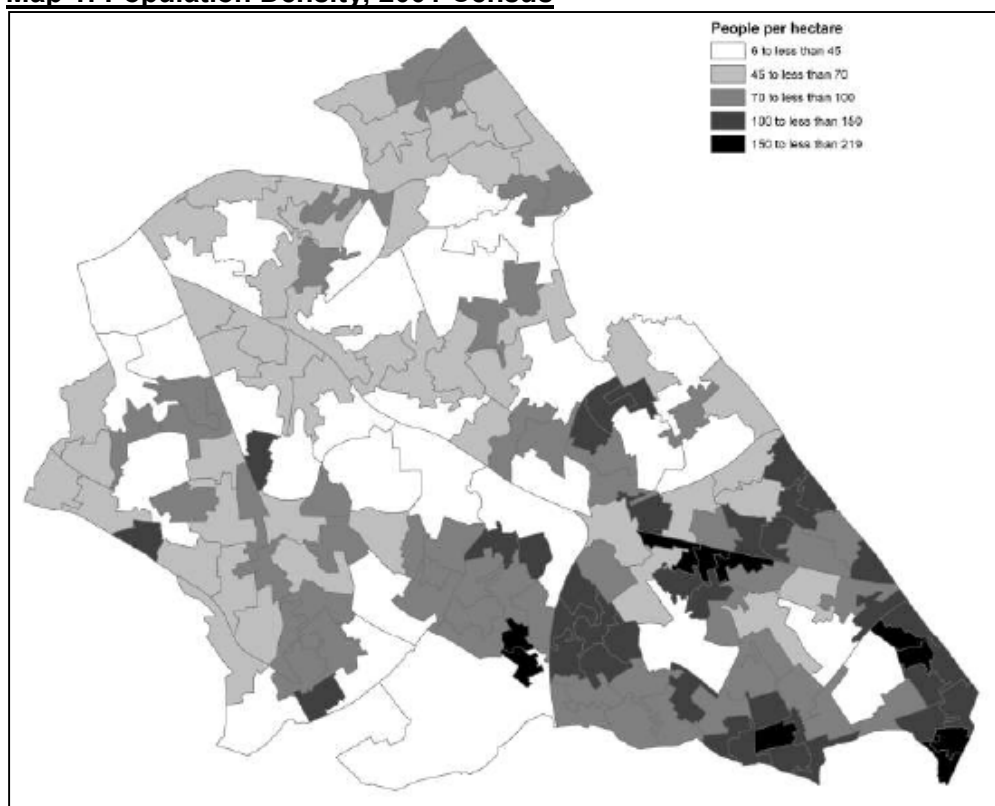 Map Population Density, 2001 Census
People per hectare
6 to less than 45
45 to less than 70
70 to less than 100
100 to less than 150
150 to less than 219